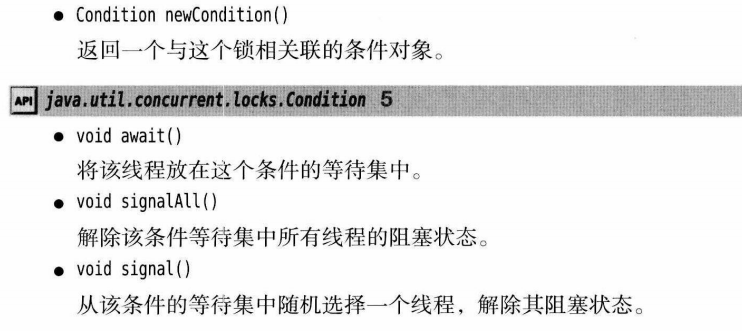 ● Condition newCondition()
返回一个与这个锁相关联的条件对象。
API java.util.concurrent.locks.Condition 5
● void await()
将该线程放在这个条件的等待集中。
● void signalAll()
解除该条件等待集中所有线程的阻塞状态。
● void signal()
从该条件的等待集中随机选择一个线程，解除其阻塞状态。